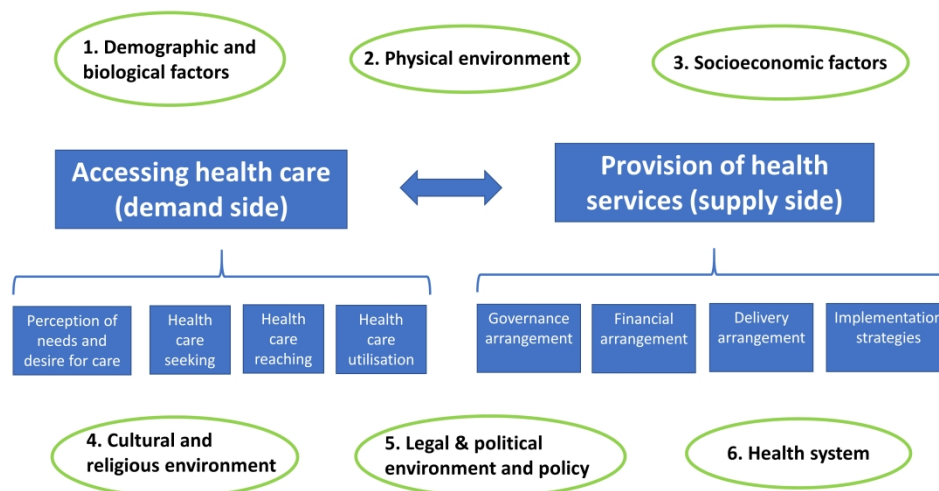 1. Demographic and
biological factors
2. Physical environment
3. Socioeconomic factors
Accessing health care
(demand side)
Provision of health
services (supply side)
Perception of
needs and
desire for care
Health
care
seeking
Health
care
reaching
Health
care
utilisation
Governance
arrangement
Financial
arrangement
Delivery
arrangement
Implementation
strategies
4. Cultural and
religious environment
5. Legal & political
environment and policy
6. Health system